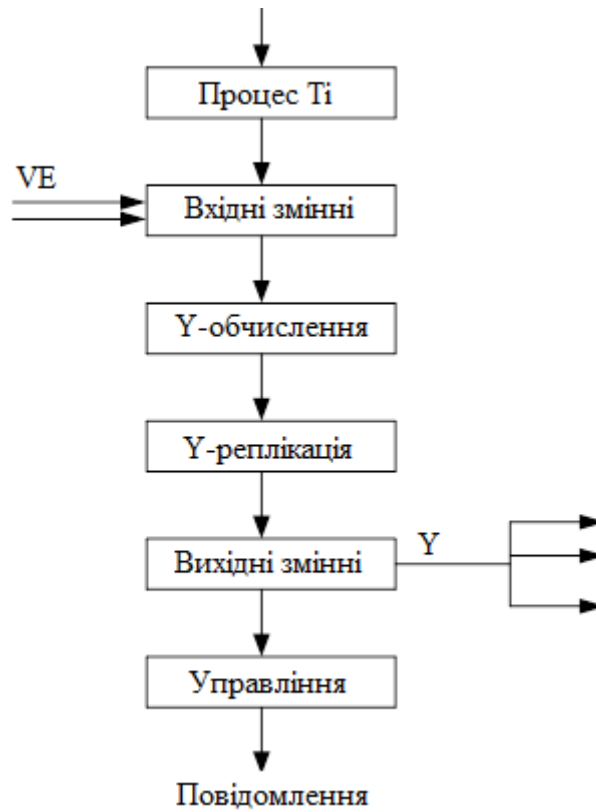 Процес Ti
VE
Вхідні змінні
Y-обчислення
Y-реплікація
Вихідні змінні
Y
Управління
Повідомлення